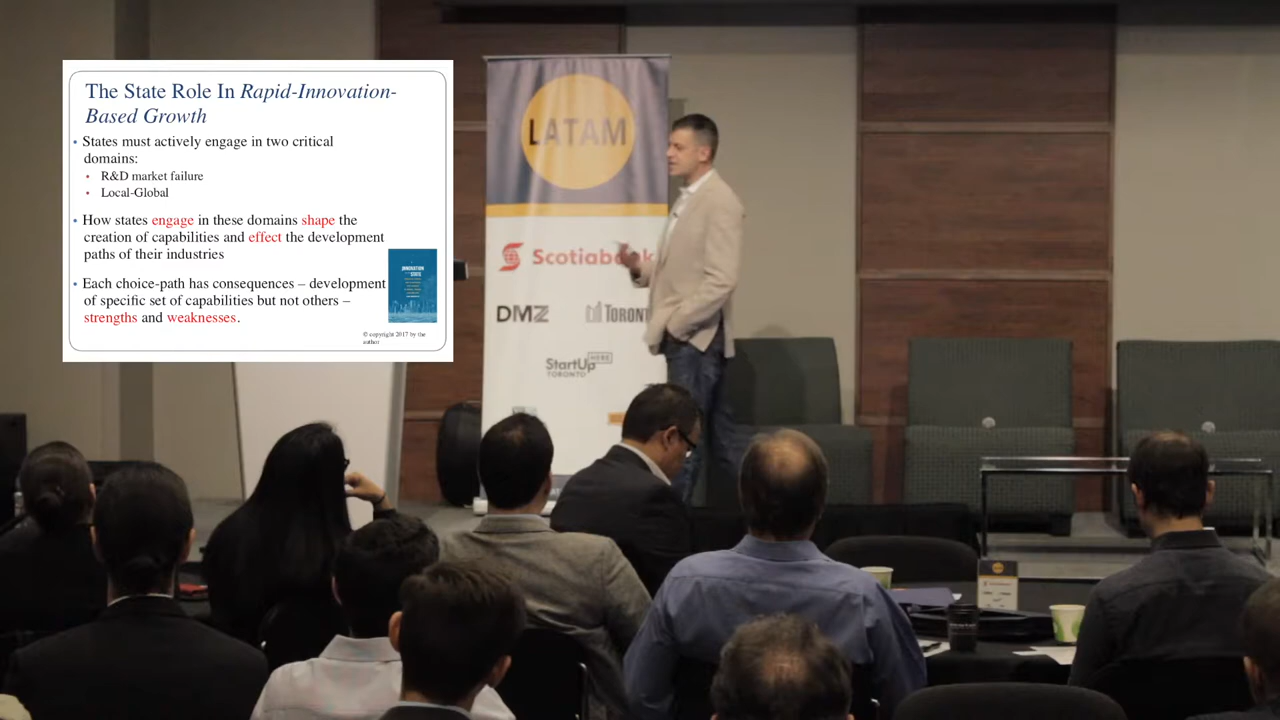 The State Role In Rapid-Innovation-
Based Growth
• States must actively engage in two critical
domains:
• R&D market failure
• Local-Global
• How states engage in these domains shape the
creation of capabilities and effect the development
paths of their industries
• Each choice-path has consequences – development
of specific set of capabilities but not others –
strengths and weaknesses.
INNOVATION
STATE
© copyright 2017 by the
author
LATAM
Scotiabank
DMZ
TORONT
StartUp HERE
TORONTO